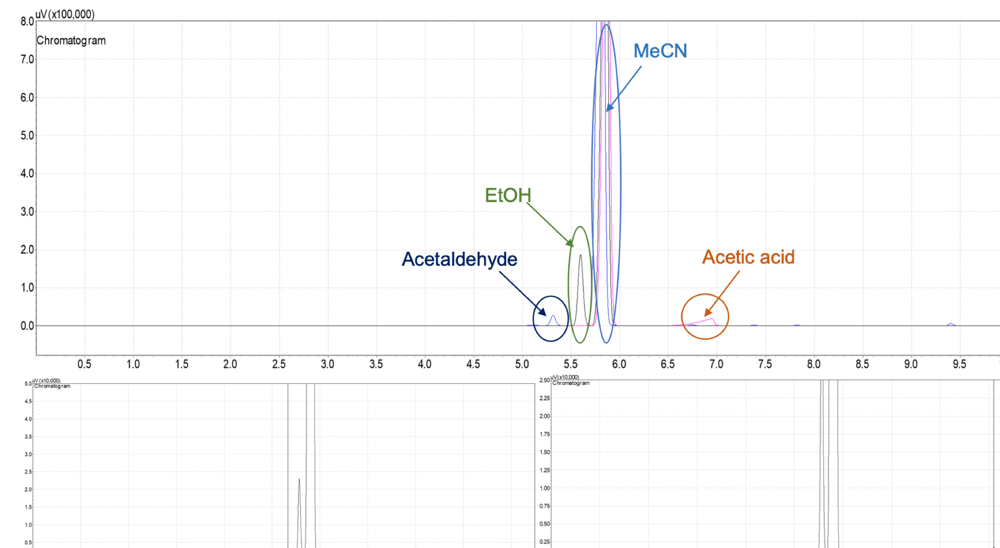 uV(x100,000)
8.0
Chromatogram
MeCN
7.0
6.0
5.0
4.0
EtOH
3.0
2.0
Acetaldehyde
Acetic acid
1.0
0.0
0.5 1.0 1.5 2.0 2.5 3.0 3.5 4.0 4.5 5.0 5.5 6.0 6.5 7.0 7.5 8.0 8.5 9.0 9.5
uV(x10,000)
5.0
Chromatogram
4.5
4.0
3.5
3.0
2.5
2.0
1.5
1.0
0.5
uV(x10,000)
2.50
Chromatogram
2.25
2.00
1.75
1.50
1.25
1.00
0.75
0.50
0.25